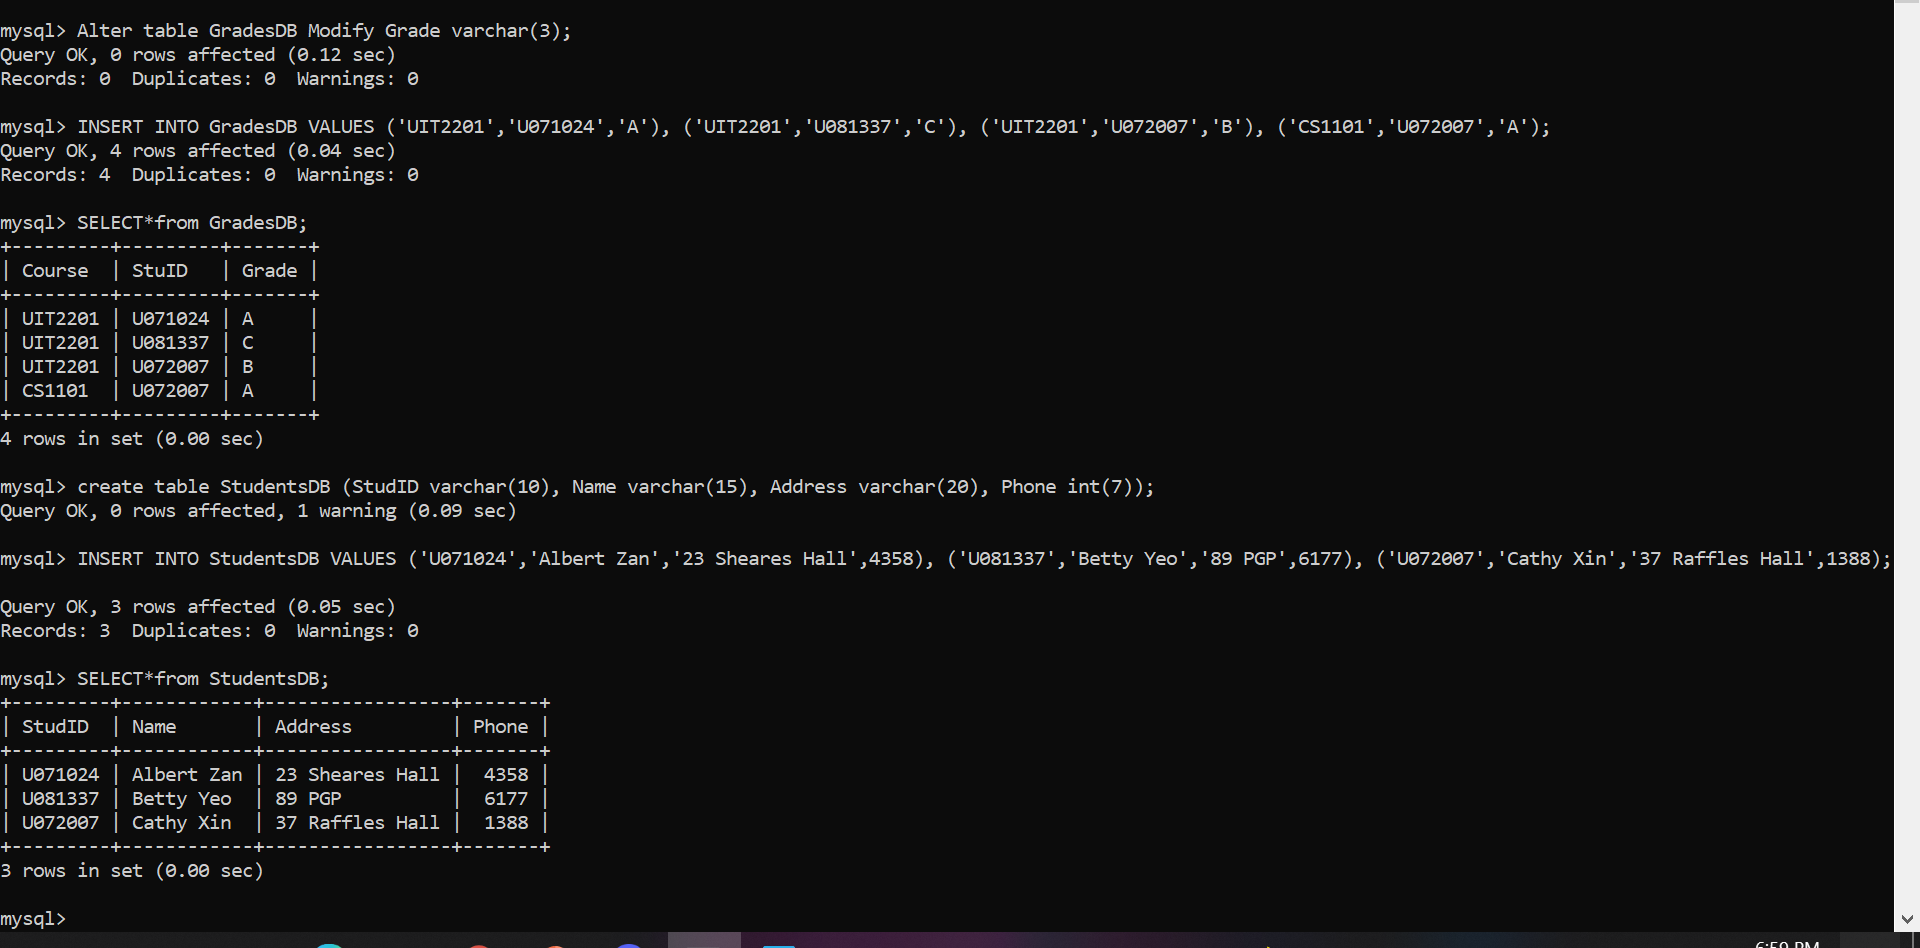 mysql> Alter table GradesDB Modify Grade varchar(3);
Query OK, 0 rows affected (0.12 sec)
Records: 0  Duplicates: 0  Warnings: 0

mysql> INSERT INTO GradesDB VALUES ('UIT2201','U071024','A'), ('UIT2201','U081337','C'), ('UIT2201','U072007','B'), ('CS1101','U072007','A');
Query OK, 4 rows affected (0.04 sec)
Records: 4  Duplicates: 0  Warnings: 0

mysql> SELECT*from GradesDB;
+---------+---------+-------+
| Course  | StuID   | Grade |
+---------+---------+-------+
| UIT2201 | U071024 | A     |
| UIT2201 | U081337 | C     |
| UIT2201 | U072007 | B     |
| CS1101  | U072007 | A     |
+---------+---------+-------+
4 rows in set (0.00 sec)

mysql> create table StudentsDB (StudID varchar(10), Name varchar(15), Address varchar(20), Phone int(7));
Query OK, 0 rows affected, 1 warning (0.09 sec)

mysql> INSERT INTO StudentsDB VALUES ('U071024','Albert Zan','23 Sheares Hall',4358), ('U081337','Betty Yeo','89 PGP',6177), ('U072007','Cathy Xin','37 Raffles Hall',1388);

Query OK, 3 rows affected (0.05 sec)
Records: 3  Duplicates: 0  Warnings: 0

mysql> SELECT*from StudentsDB;
+---------+------------+-----------------+-------+
| StudID  | Name       | Address         | Phone |
+---------+------------+-----------------+-------+
| U071024 | Albert Zan | 23 Sheares Hall |  4358 |
| U081337 | Betty Yeo  | 89 PGP          |  6177 |
| U072007 | Cathy Xin  | 37 Raffles Hall |  1388 |
+---------+------------+-----------------+-------+
3 rows in set (0.00 sec)

mysql>
6:59 PM